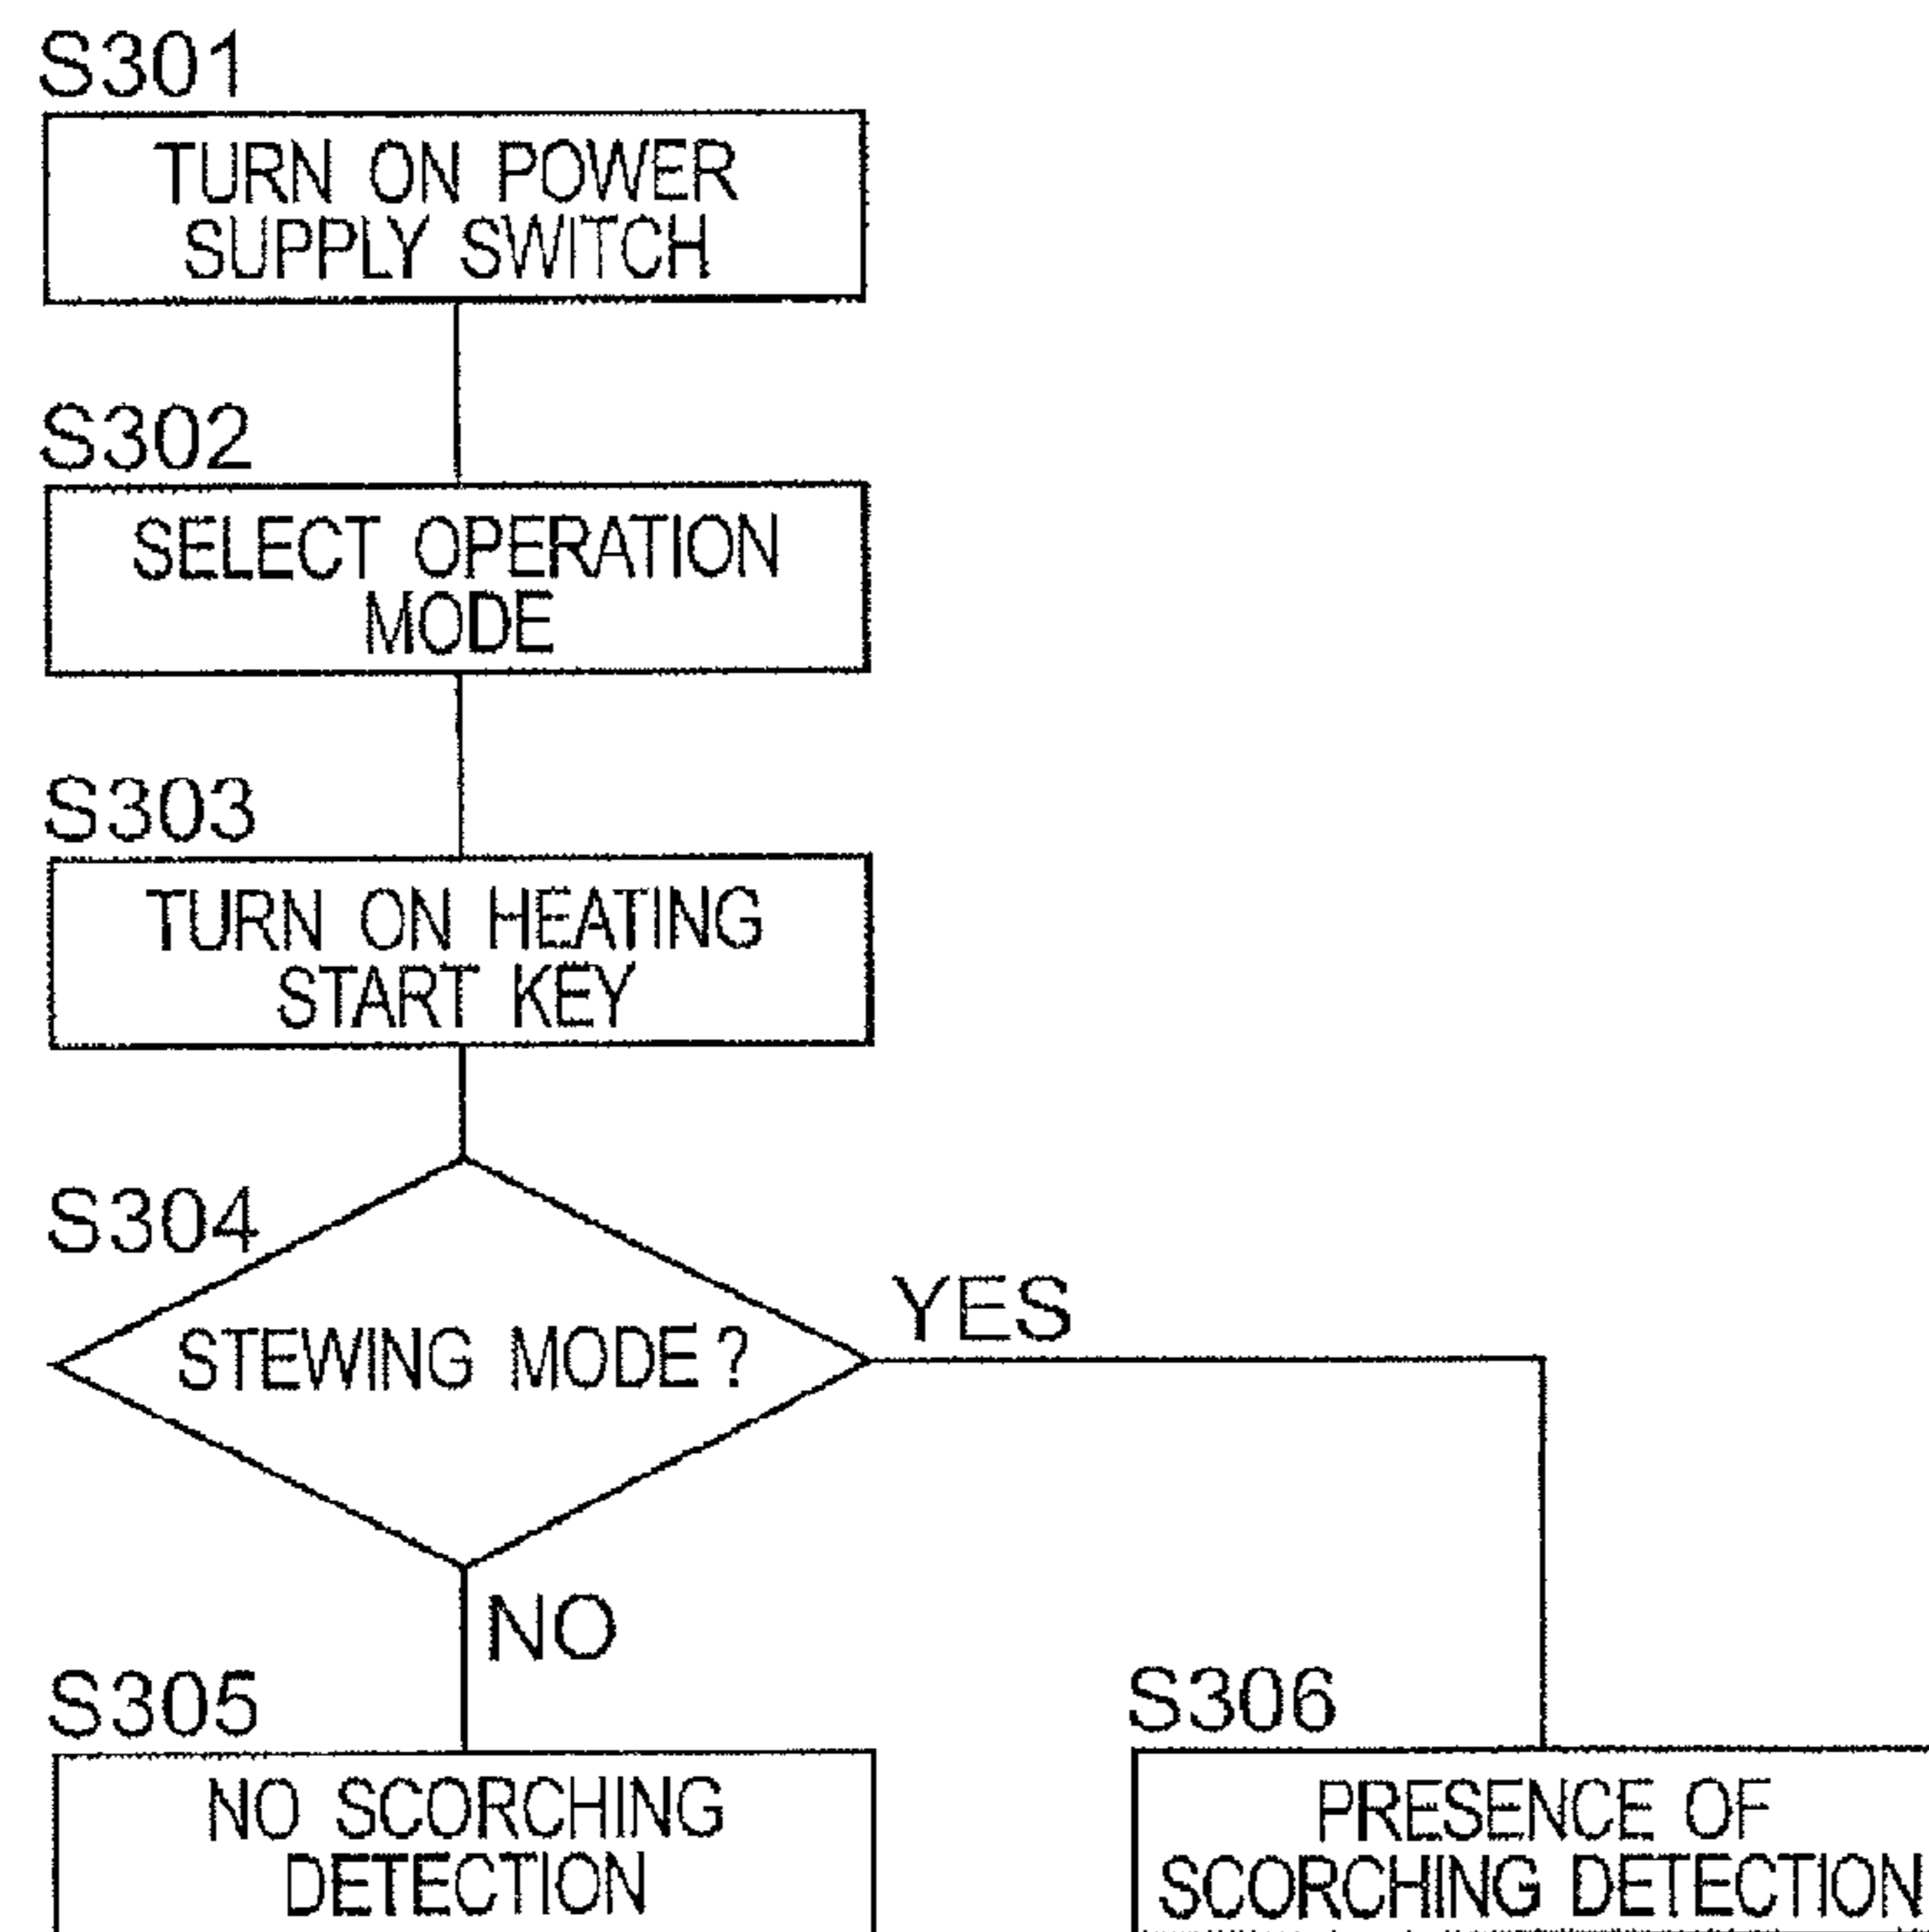 S301
TURN ON POWER
SUPPLY SWITCH
S302
SELECT OPERATION
MODE
S303
TURN ON HEATING
START KEY
S304
STEWING MODE?
YES
NO
S305
NO SCORCHING
DETECTION
S306
PRESENCE OF
SCORCHING DETECTION